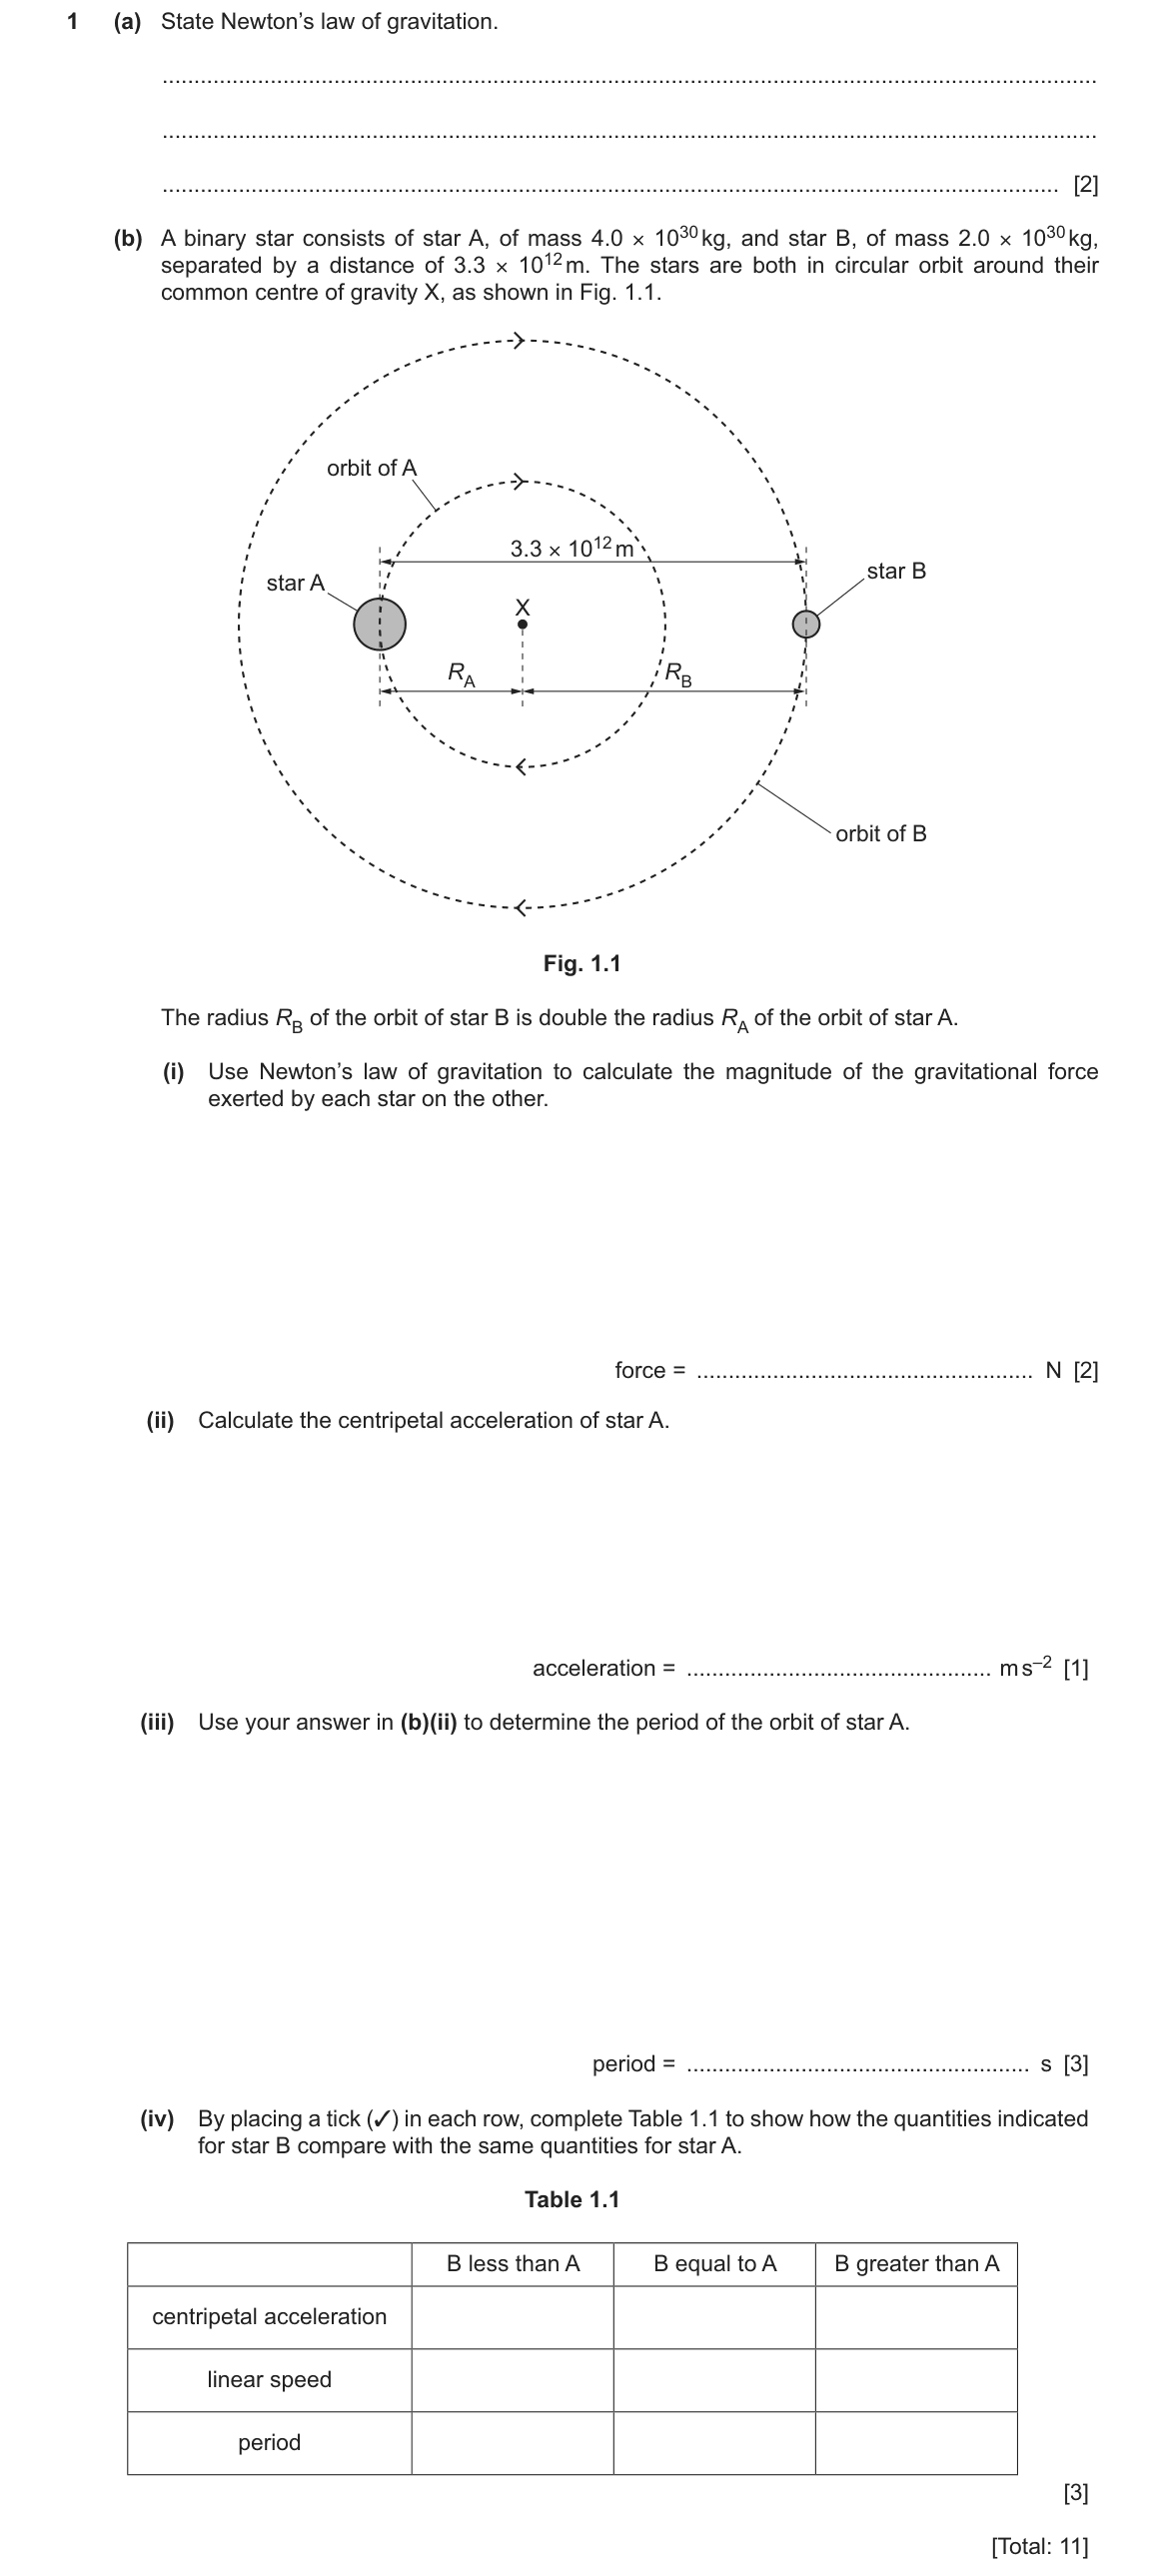 1 (a) State Newton's law of gravitation.
..........................................................................................................................................
..........................................................................................................................................
.................................................................................................................................... [2]
(b) A binary star consists of star A, of mass 4.0 × 10³⁰ kg, and star B, of mass 2.0 × 10³⁰ kg,
separated by a distance of 3.3 × 10¹² m. The stars are both in circular orbit around their
common centre of gravity X, as shown in Fig. 1.1.
orbit of A
3.3 × 10¹² m
star B
star A
X
R_A
R_B
orbit of B
Fig. 1.1
The radius R_B of the orbit of star B is double the radius R_A of the orbit of star A.
(i) Use Newton's law of gravitation to calculate the magnitude of the gravitational force
exerted by each star on the other.
force = ..................................................... N [2]
(ii) Calculate the centripetal acceleration of star A.
acceleration = ................................................ m s⁻² [1]
(iii) Use your answer in (b)(ii) to determine the period of the orbit of star A.
period = ...................................................... s [3]
(iv) By placing a tick (✓) in each row, complete Table 1.1 to show how the quantities indicated
for star B compare with the same quantities for star A.
Table 1.1
B less than A B equal to A B greater than A
centripetal acceleration
linear speed
period
[3]
[Total: 11]